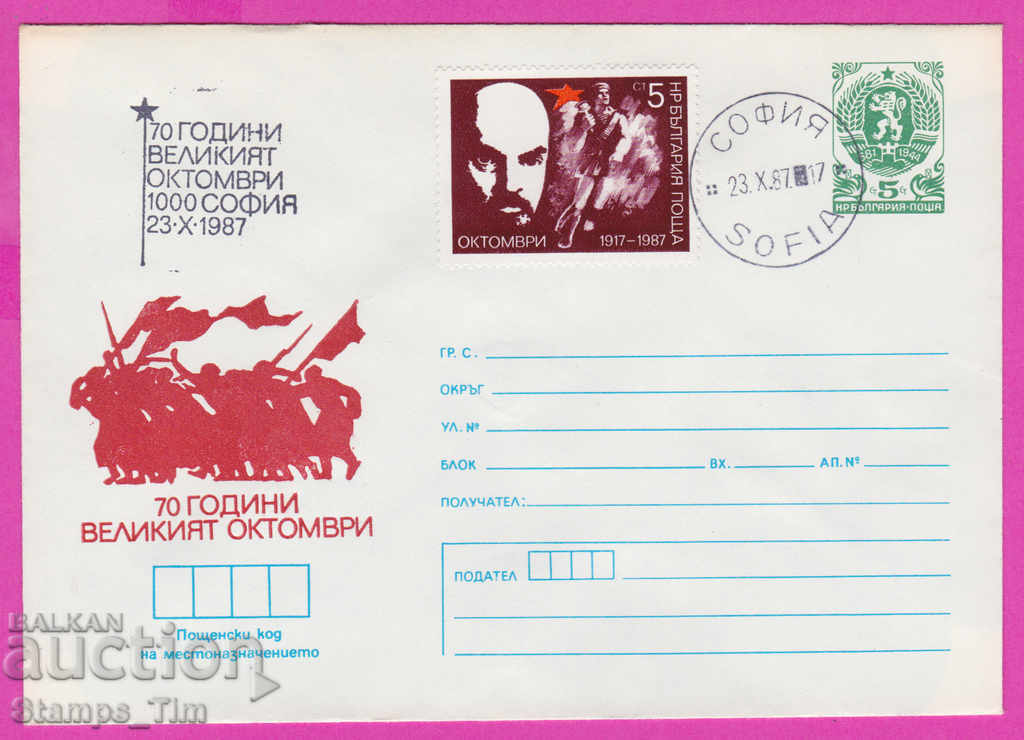 70 ГОДИНИ
ВЕЛИКИЯТ
ОКТОМВРИ
1000 СОФИЯ
23·X·1987
СТ 5
НР БЪЛГАРИЯ ПОЩА
ОКТОМВРИ 1917–1987
СОФИЯ
23.X.87. 17
SOFIA
681 1944
5
НР БЪЛГАРИЯ·ПОЩА
70 ГОДИНИ
ВЕЛИКИЯТ ОКТОМВРИ
ГР. С.
ОКРЪГ
УЛ. №
БЛОК ВХ. АП. №
ПОЛУЧАТЕЛ:
ПОДАТЕЛ
Пощенски код
на местоназначението
BALKAN
auction
Stamps_Tim